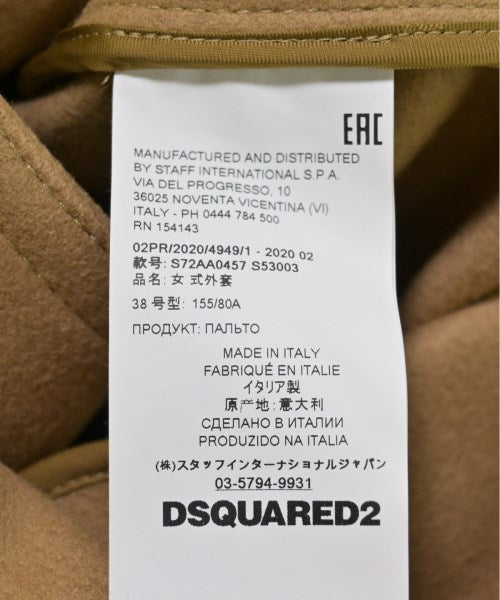 EAC
MANUFACTURED AND DISTRIBUTED
BY STAFF INTERNATIONAL S.P.A.
VIA DEL PROGRESSO, 10
36025 NOVENTA VICENTINA (VI)
ITALY - PH 0444 784 500
RN 154143
02PR/2020/4949/1 - 2020 02
款号: S72AA0457 S53003
品名: 女 式外套
38 号型: 155/80A
ПРОДУКТ: ПАЛЬТО
MADE IN ITALY
FABRIQUÉ EN ITALIE
イタリア製
原产地: 意大利
СДЕЛАНО В ИТАЛИИ
PRODUZIDO NA ITALIA
(株)スタッフインターナショナルジャパン
03-5794-9931
DSQUARED2